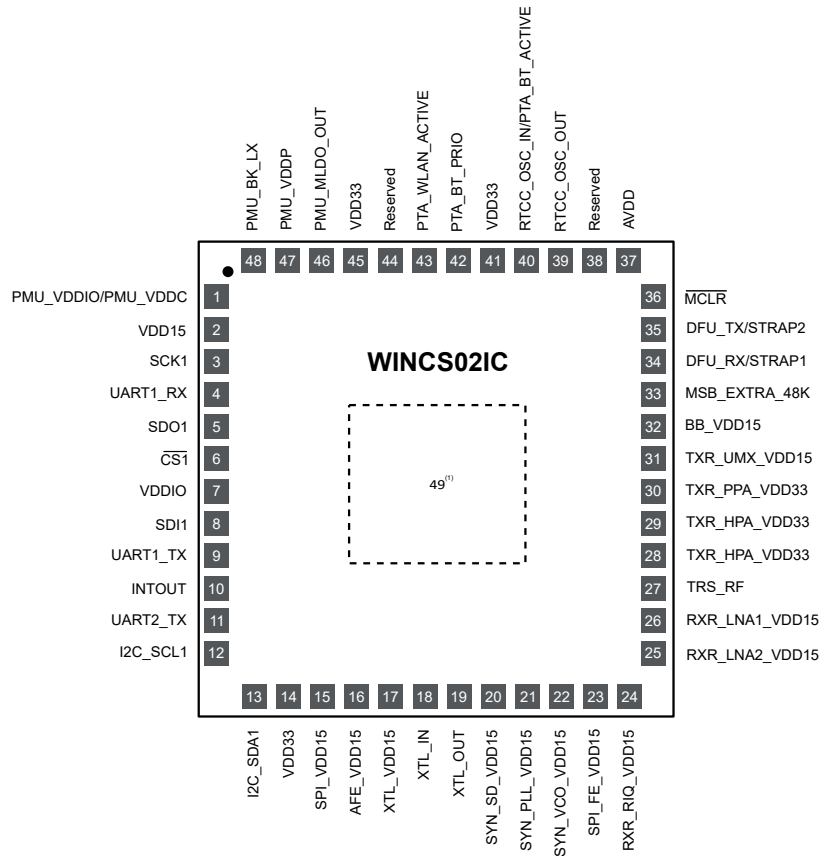 PMU_BK_LX
PMU_VDDP
PMU_MLDO_OUT
VDD33
Reserved
PTA_WLAN_ACTIVE
PTA_BT_PRIO
VDD33
RTCC_OSC_IN/PTA_BT_ACTIVE
RTCC_OSC_OUT
Reserved
AVDD
48 47 46 45 44 43 42 41 40 39 38 37
PMU_VDDIO/PMU_VDDC 1
VDD15 2
SCK1 3
UART1_RX 4
SDO1 5
CS1 6
VDDIO 7
SDI1 8
UART1_TX 9
INTOUT 10
UART2_TX 11
I2C_SCL1 12
WINCS02IC
49(1)
36 MCLR
35 DFU_TX/STRAP2
34 DFU_RX/STRAP1
33 MSB_EXTRA_48K
32 BB_VDD15
31 TXR_UMX_VDD15
30 TXR_PPA_VDD33
29 TXR_HPA_VDD33
28 TXR_HPA_VDD33
27 TRS_RF
26 RXR_LNA1_VDD15
25 RXR_LNA2_VDD15
13 14 15 16 17 18 19 20 21 22 23 24
I2C_SDA1
VDD33
SPI_VDD15
AFE_VDD15
XTL_VDD15
XTL_IN
XTL_OUT
SYN_SD_VDD15
SYN_PLL_VDD15
SYN_VCO_VDD15
SPI_FE_VDD15
RXR_RIQ_VDD15